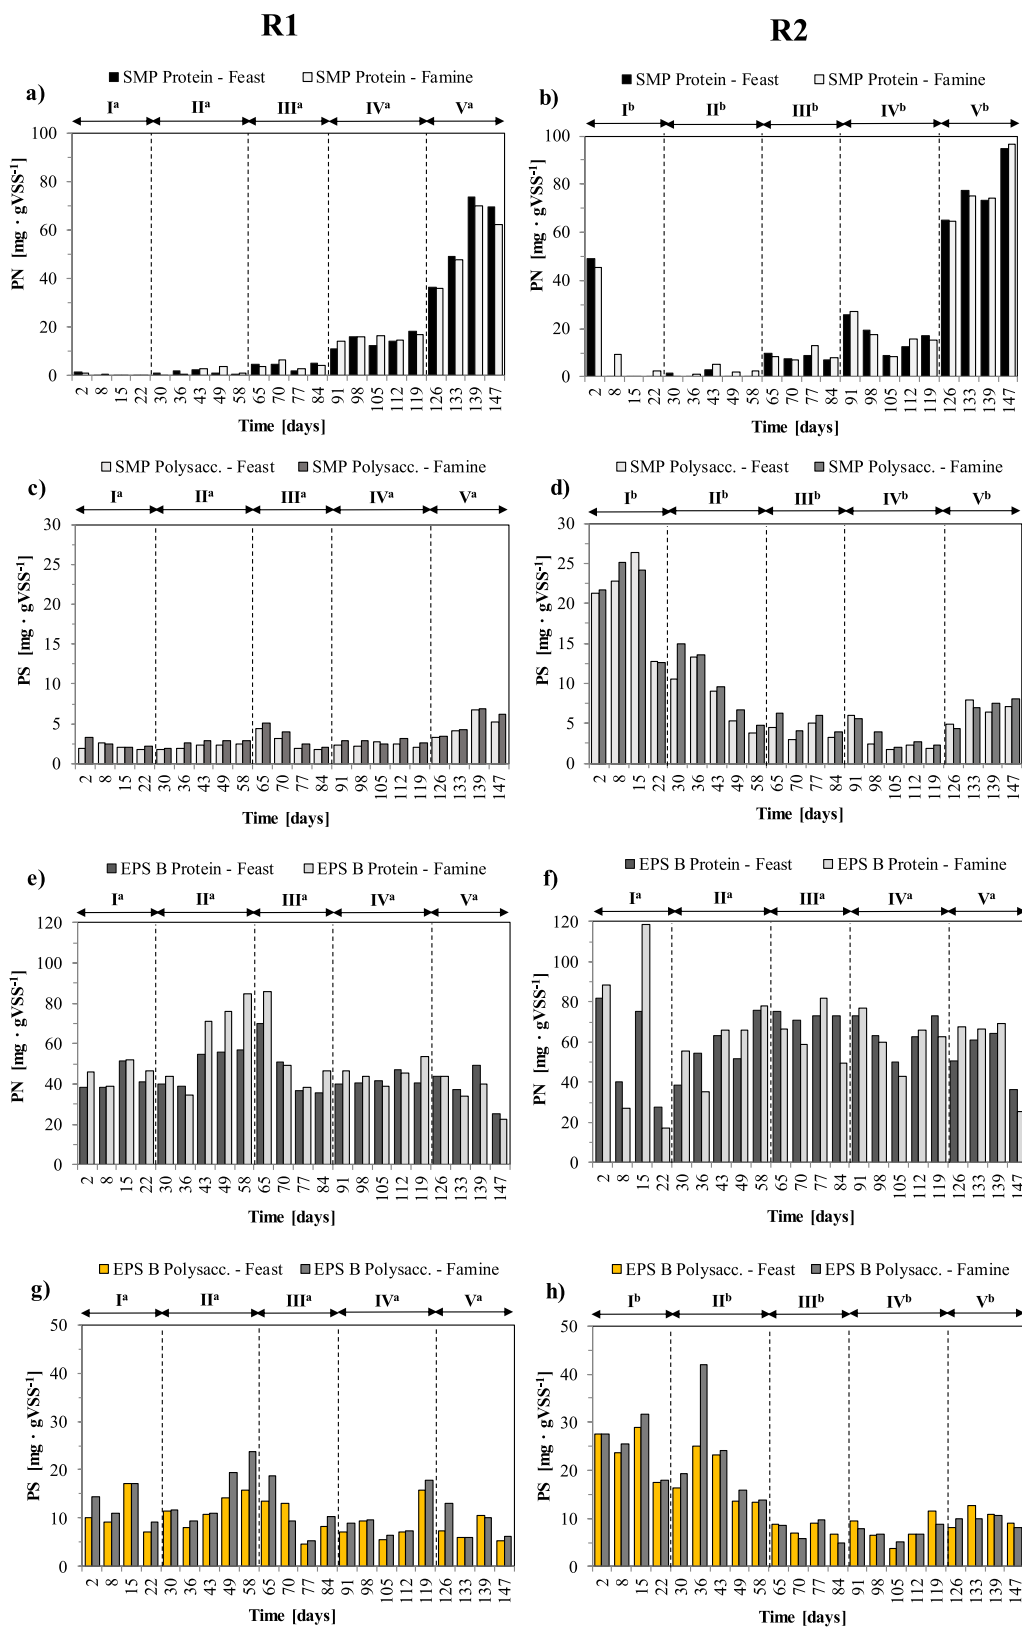 R1
R2
■ SMP Protein - Feast □ SMP Protein - Famine
a)
Iᵃ IIᵃ IIIᵃ IVᵃ Vᵃ
PN [mg · gVSS⁻¹]
100
80
60
40
20
0
2 8 15 22 30 36 43 49 58 65 70 77 84 91 98 105 112 119 126 133 139 147
Time [days]
■ SMP Protein - Feast □ SMP Protein - Famine
b)
Iᵇ IIᵇ IIIᵇ IVᵇ Vᵇ
PN [mg · gVSS⁻¹]
100
80
60
40
20
0
2 8 15 22 30 36 43 49 58 65 70 77 84 91 98 105 112 119 126 133 139 147
Time [days]
SMP Polysacc. - Feast SMP Polysacc. - Famine
c)
Iᵃ IIᵃ IIIᵃ IVᵃ Vᵃ
PS [mg · gVSS⁻¹]
30
25
20
15
10
5
0
2 8 15 22 30 36 43 49 58 65 70 77 84 91 98 105 112 119 126 133 139 147
Time [days]
SMP Polysacc. - Feast SMP Polysacc. - Famine
d)
Iᵇ IIᵇ IIIᵇ IVᵇ Vᵇ
PS [mg · gVSS⁻¹]
30
25
20
15
10
5
0
2 8 15 22 30 36 43 49 58 65 70 77 84 91 98 105 112 119 126 133 139 147
Time [days]
EPS B Protein - Feast EPS B Protein - Famine
e)
Iᵃ IIᵃ IIIᵃ IVᵃ Vᵃ
PN [mg · gVSS⁻¹]
120
100
80
60
40
20
0
2 8 15 22 30 36 43 49 58 65 70 77 84 91 98 105 112 119 126 133 139 147
Time [days]
EPS B Protein - Feast EPS B Protein - Famine
f)
Iᵃ IIᵃ IIIᵃ IVᵃ Vᵃ
PN [mg · gVSS⁻¹]
120
100
80
60
40
20
0
2 8 15 22 30 36 43 49 58 65 70 77 84 91 98 105 112 119 126 133 139 147
Time [days]
EPS B Polysacc. - Feast EPS B Polysacc. - Famine
g)
Iᵃ IIᵃ IIIᵃ IVᵃ Vᵃ
PS [mg · gVSS⁻¹]
50
40
30
20
10
0
2 8 15 22 30 36 43 49 58 65 70 77 84 91 98 105 112 119 126 133 139 147
Time [days]
EPS B Polysacc. - Feast EPS B Polysacc. - Famine
h)
Iᵇ IIᵇ IIIᵇ IVᵇ Vᵇ
PS [mg · gVSS⁻¹]
50
40
30
20
10
0
2 8 15 22 30 36 43 49 58 65 70 77 84 91 98 105 112 119 126 133 139 147
Time [days]